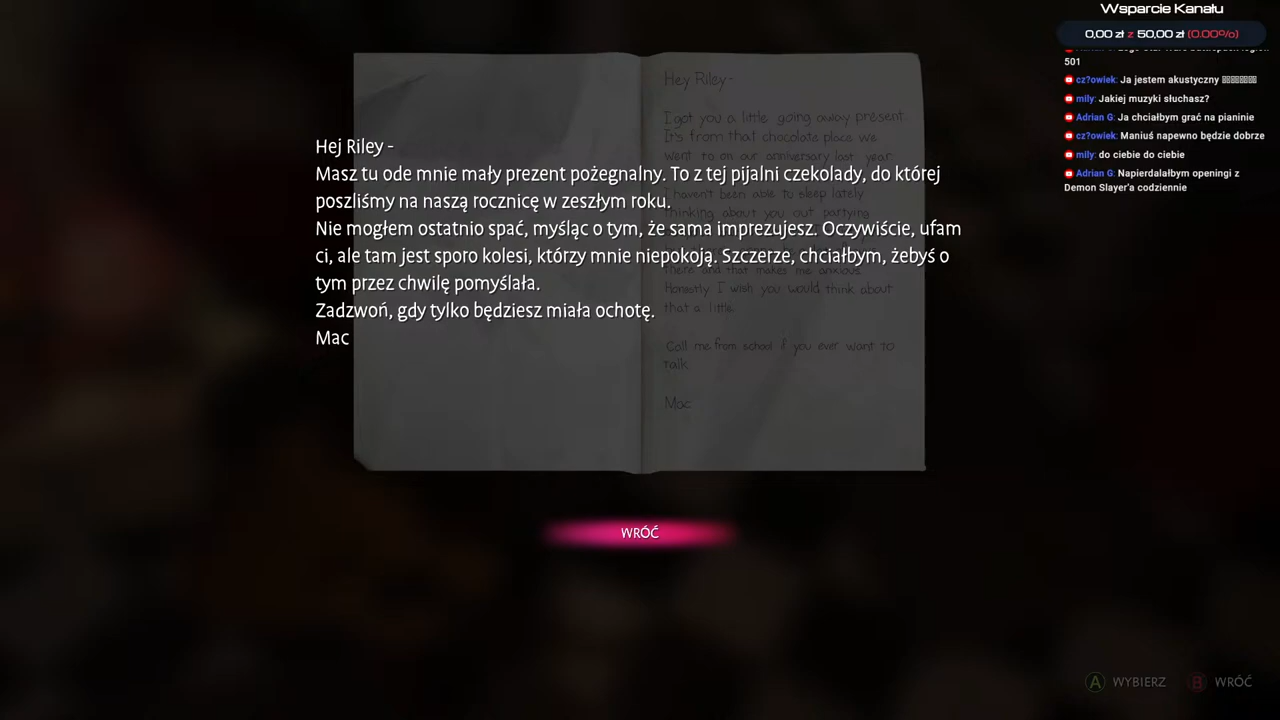 Wsparcie Kanału
0,00 zł z 50,00 zł (0.00%)
501
cz?owiek: Ja jestem akustyczny
mily: Jakiej muzyki słuchasz?
Adrian G: Ja chciałbym grać na pianinie
cz?owiek: Maniuś napewno będzie dobrze
mily: do ciebie do ciebie
Adrian G: Napierdalałbym openingi z
Demon Slayer'a codziennie
Hej Riley -
Masz tu ode mnie mały prezent pożegnalny. To z tej pijalni czekolady, do której
poszliśmy na naszą rocznicę w zeszłym roku.
Nie mogłem ostatnio spać, myśląc o tym, że sama imprezujesz. Oczywiście, ufam
ci, ale tam jest sporo kolesi, którzy mnie niepokoją. Szczerze, chciałbym, żebyś o
tym przez chwilę pomyślała.
Zadzwoń, gdy tylko będziesz miała ochotę.
Mac
Hey Riley-
I got you a little going away present.
It's from that chocolate place we
went to on our anniversary last year.
I haven't been able to sleep lately
thinking about you out partying
there and that makes me anxious.
Honestly, I wish you would think about
that a little.
Call me from school if you ever want to
talk.
Mac
WRÓĆ
A WYBIERZ
B WRÓĆ